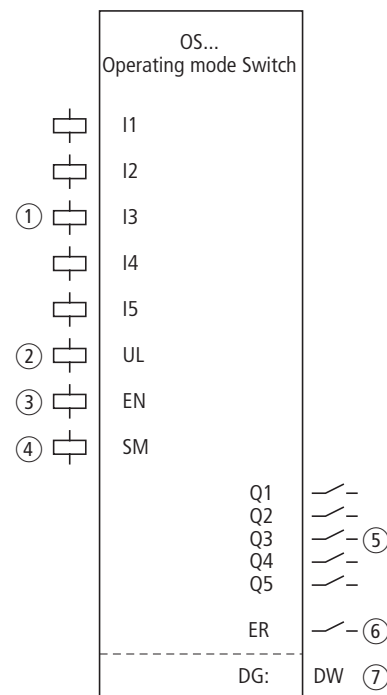 OS...
Operating mode Switch
I1
I2
① I3
I4
I5
② UL
③ EN
④ SM
Q1
Q2
Q3 ⑤
Q4
Q5
ER ⑥
DG: DW ⑦